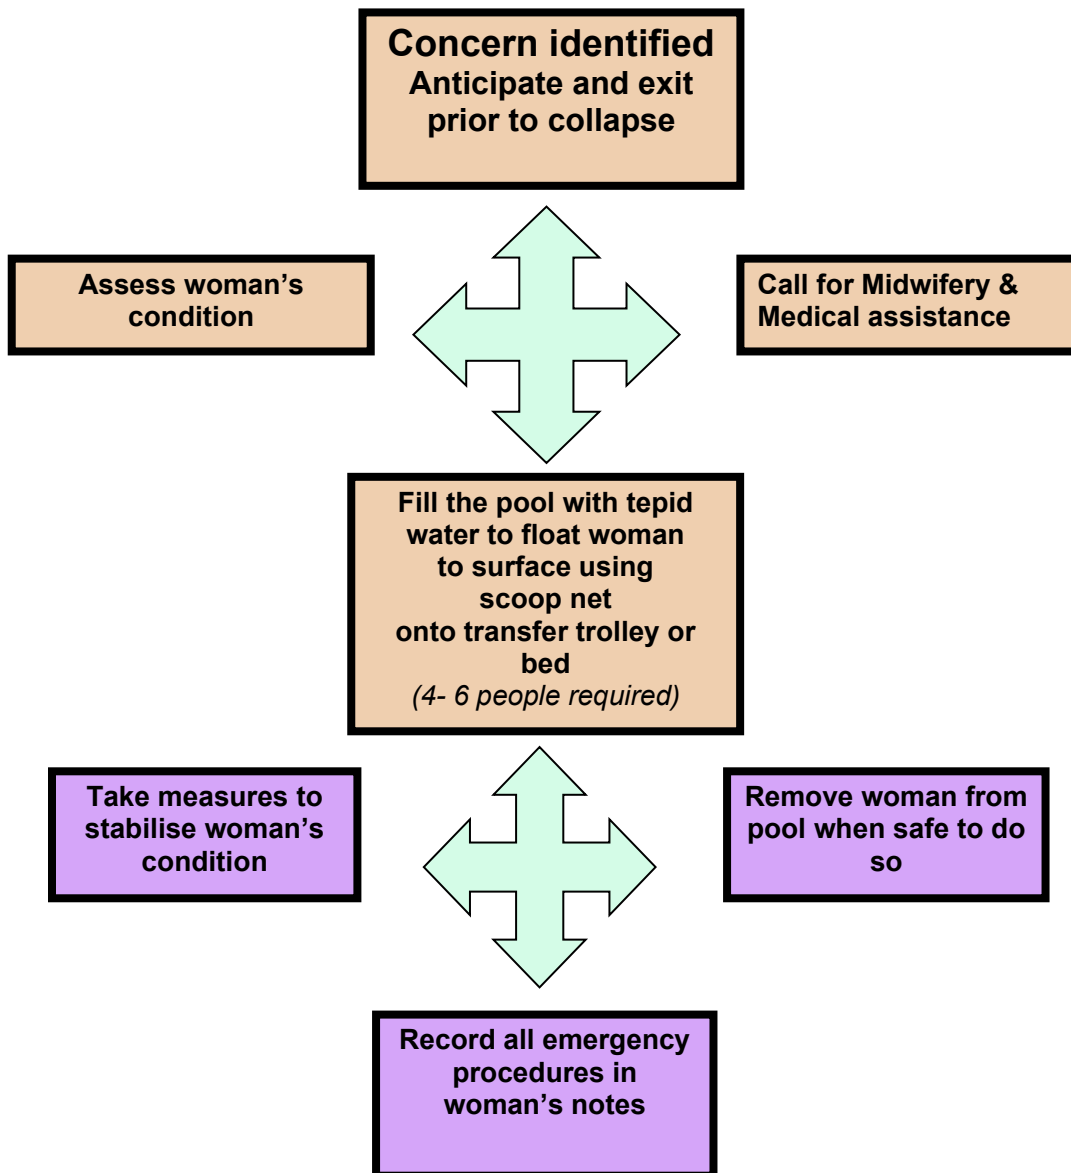 Concern identified
Anticipate and exit
prior to collapse
Assess woman’s
condition
Call for Midwifery &
Medical assistance
Fill the pool with tepid
water to float woman
to surface using
scoop net
onto transfer trolley or
bed
(4- 6 people required)
Take measures to
stabilise woman’s
condition
Remove woman from
pool when safe to do
so
Record all emergency
procedures in
woman’s notes